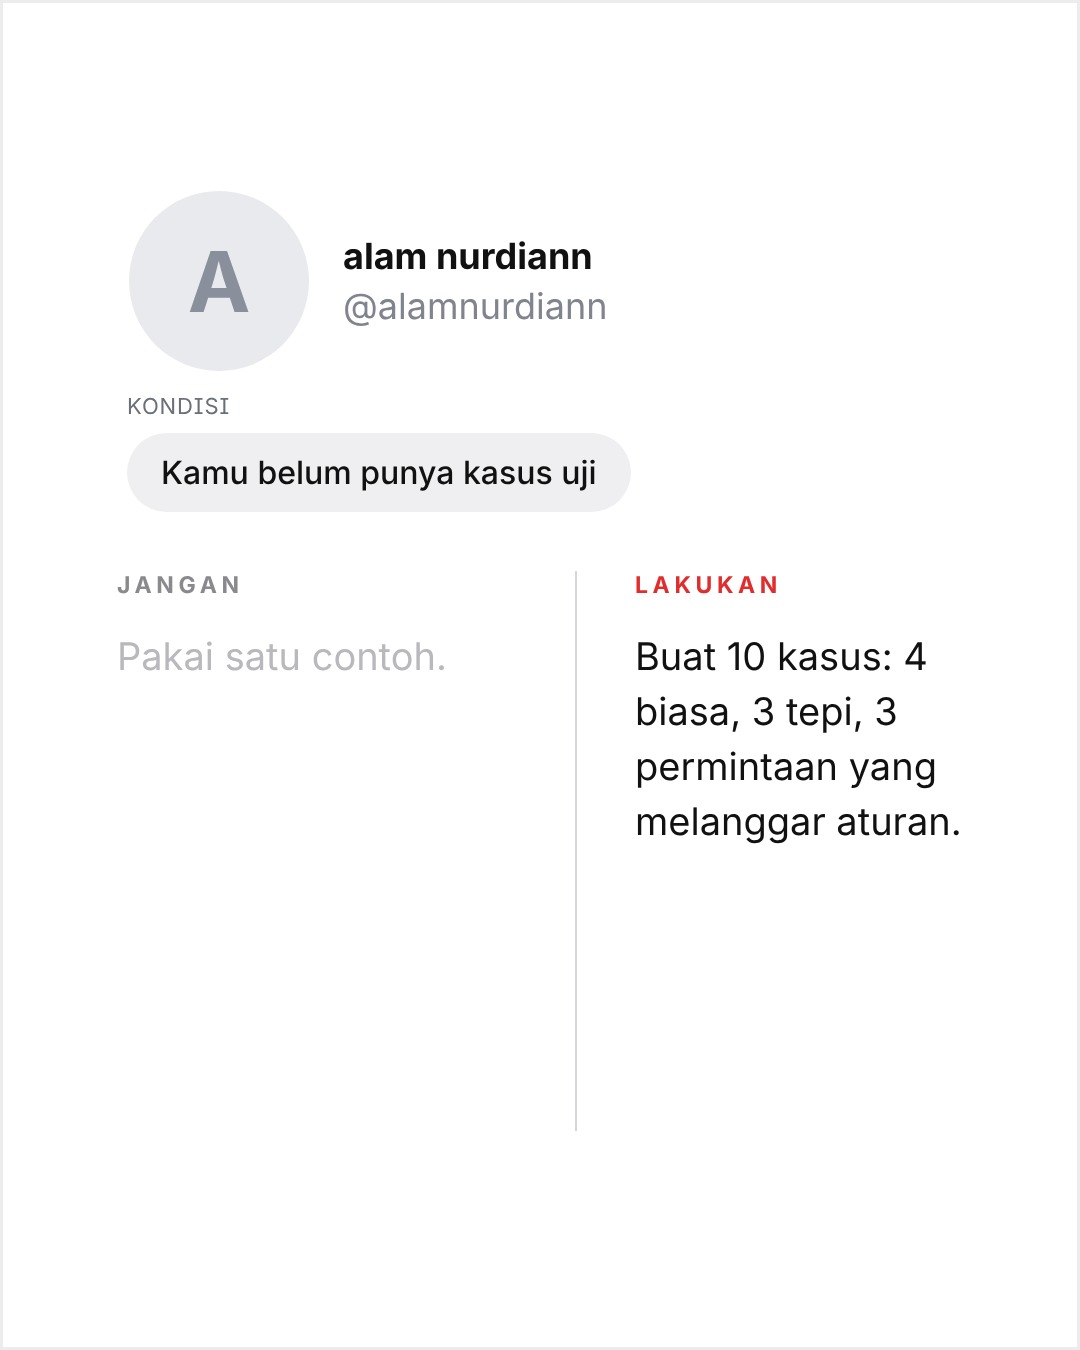 A
alam nurdiann
@alamnurdiann
KONDISI
Kamu belum punya kasus uji
JANGAN
Pakai satu contoh.
LAKUKAN
Buat 10 kasus: 4
biasa, 3 tepi, 3
permintaan yang
melanggar aturan.